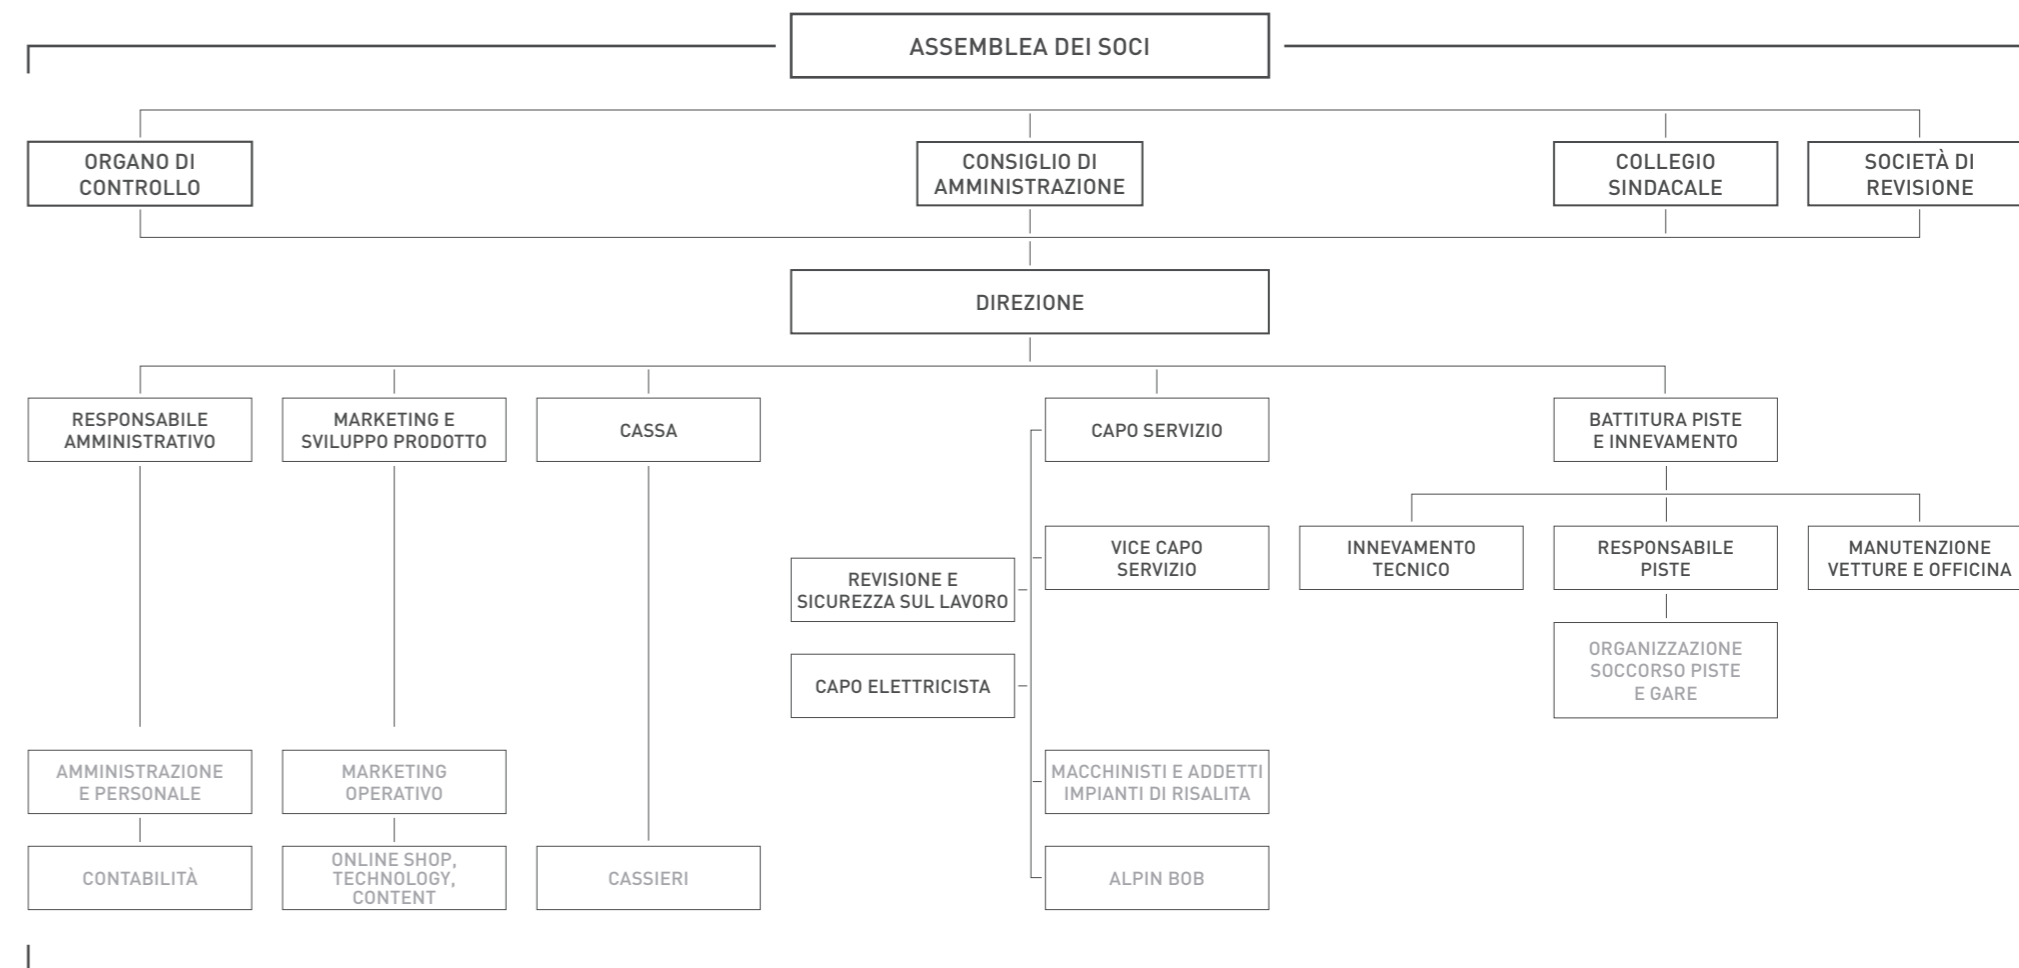 ASSEMBLEA DEI SOCI
ORGANO DI
CONTROLLO
CONSIGLIO DI
AMMINISTRAZIONE
COLLEGIO
SINDACALE
SOCIETÀ DI
REVISIONE
DIREZIONE
RESPONSABILE
AMMINISTRATIVO
MARKETING E
SVILUPPO PRODOTTO
CASSA
CAPO SERVIZIO
BATTITURA PISTE
E INNEVAMENTO
VICE CAPO
SERVIZIO
INNEVAMENTO
TECNICO
RESPONSABILE
PISTE
MANUTENZIONE
VETTURE E OFFICINA
REVISIONE E
SICUREZZA SUL LAVORO
ORGANIZZAZIONE
SOCCORSO PISTE
E GARE
CAPO ELETTRICISTA
AMMINISTRAZIONE
E PERSONALE
MARKETING
OPERATIVO
MACCHINISTI E ADDETTI
IMPIANTI DI RISALITA
CONTABILITÀ
ONLINE SHOP,
TECHNOLOGY,
CONTENT
CASSIERI
ALPIN BOB